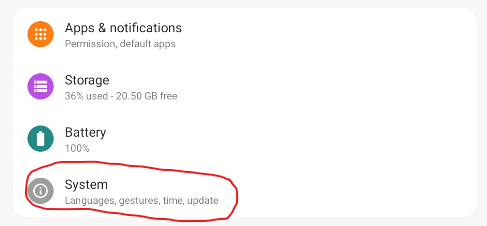 Apps & notifications
Permission, default apps
Storage
36% used - 20.50 GB free
Battery
100%
System
Languages, gestures, time, update